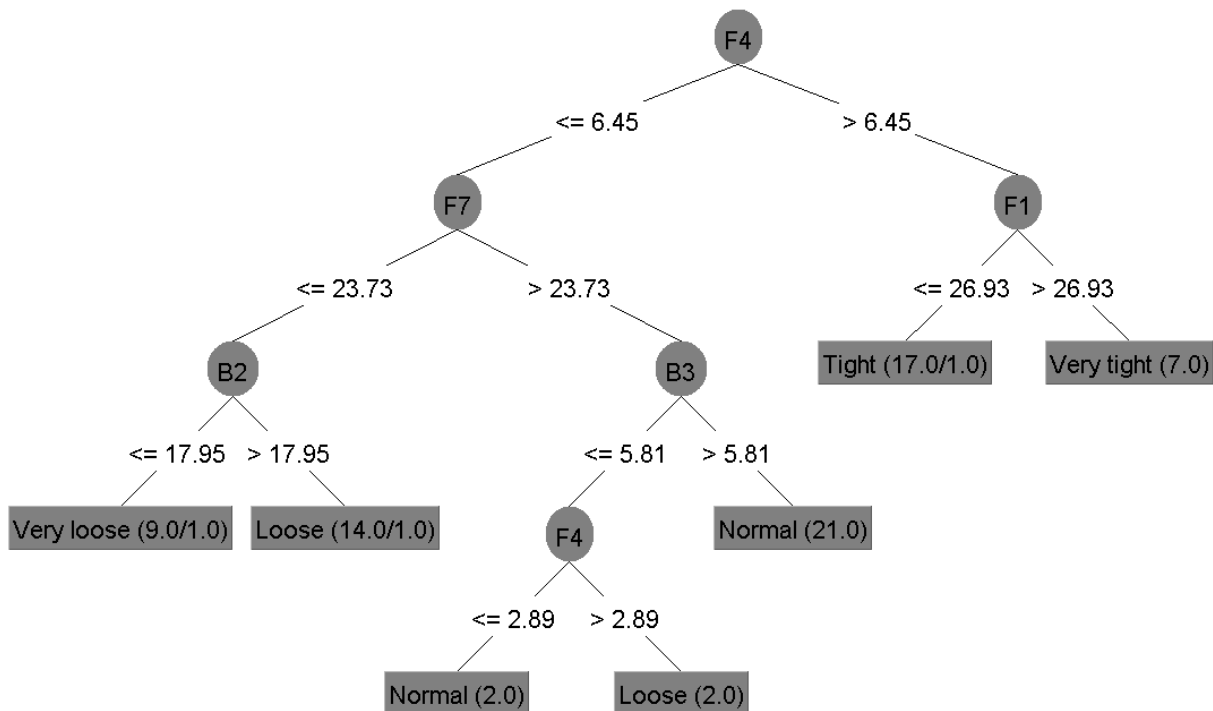 F4
<= 6.45 > 6.45
F7 F1
<= 23.73 > 23.73 <= 26.93 > 26.93
B2 B3 Tight (17.0/1.0) Very tight (7.0)
<= 17.95 > 17.95 <= 5.81 > 5.81
Very loose (9.0/1.0) Loose (14.0/1.0) F4 Normal (21.0)
<= 2.89 > 2.89
Normal (2.0) Loose (2.0)